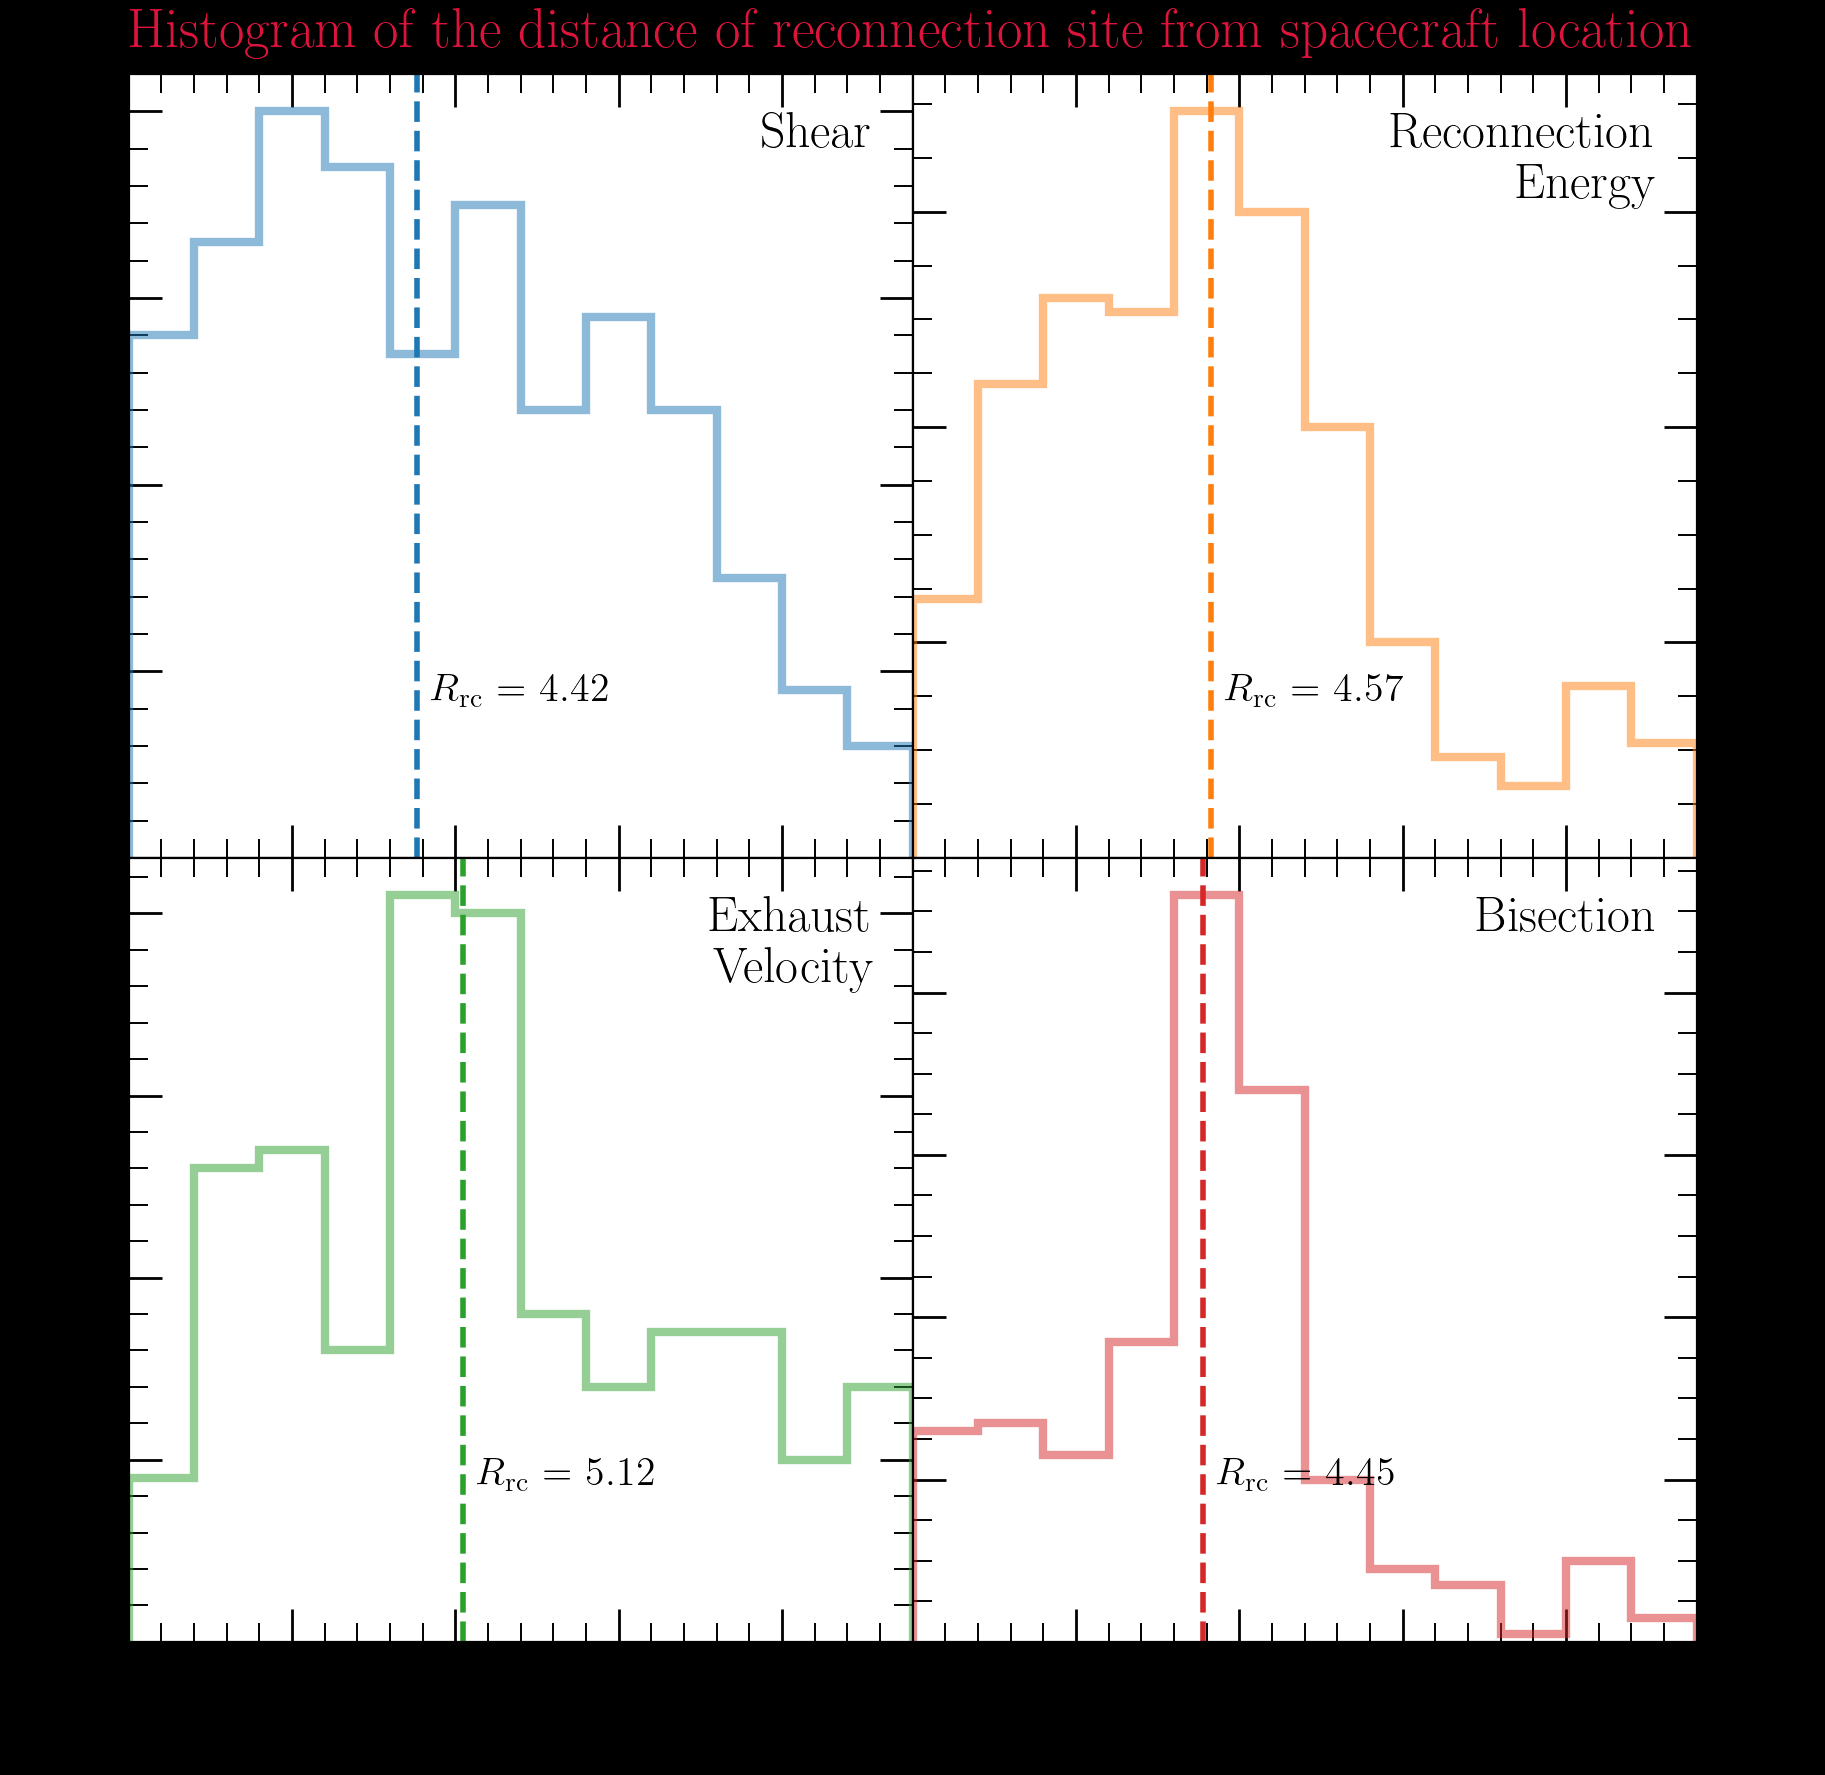 Histogram of the distance of reconnection site from spacecraft location
Shear
R_rc = 4.42
Reconnection
Energy
R_rc = 4.57
Exhaust
Velocity
R_rc = 5.12
Bisection
R_rc = 4.45